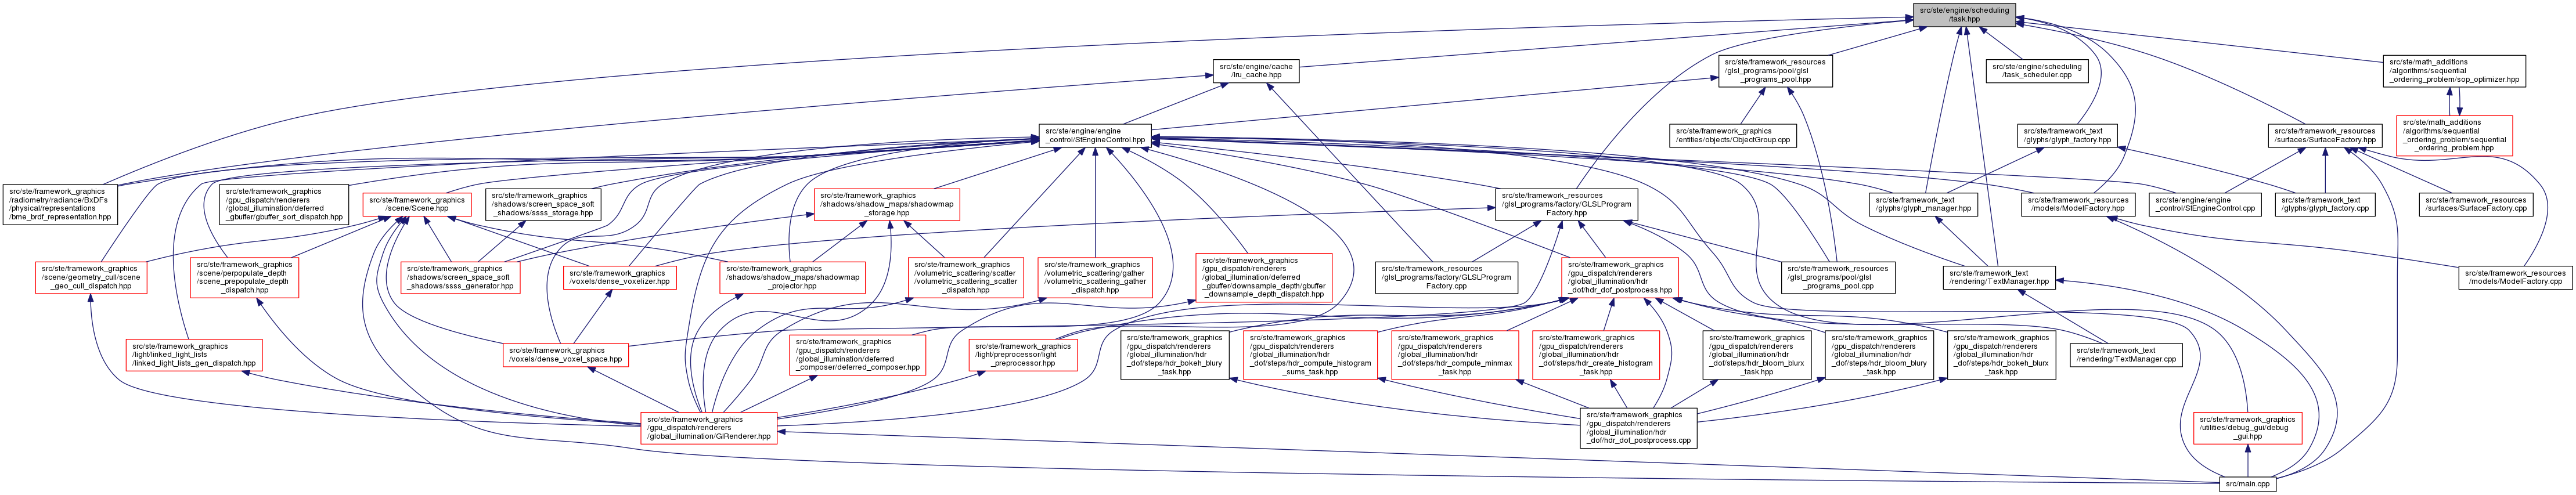 src/ste/engine/scheduling
/task.hpp
src/ste/engine/cache
/lru_cache.hpp
src/ste/framework_resources
/glsl_programs/pool/glsl
_programs_pool.hpp
src/ste/engine/scheduling
/task_scheduler.cpp
src/ste/math_additions
/algorithms/sequential
_ordering_problem/sop_optimizer.hpp
src/ste/engine/engine
_control/StEngineControl.hpp
src/ste/framework_graphics
/entities/objects/ObjectGroup.cpp
src/ste/framework_text
/glyphs/glyph_factory.hpp
src/ste/framework_resources
/surfaces/SurfaceFactory.hpp
src/ste/math_additions
/algorithms/sequential
_ordering_problem/sequential
_ordering_problem.hpp
src/ste/framework_graphics
/radiometry/radiance/BxDFs
/physical/representations
/bme_brdf_representation.hpp
src/ste/framework_graphics
/gpu_dispatch/renderers
/global_illumination/deferred
_gbuffer/gbuffer_sort_dispatch.hpp
src/ste/framework_graphics
/scene/Scene.hpp
src/ste/framework_graphics
/shadows/screen_space_soft
_shadows/ssss_storage.hpp
src/ste/framework_graphics
/shadows/shadow_maps/shadowmap
_storage.hpp
src/ste/framework_resources
/glsl_programs/factory/GLSLProgram
Factory.hpp
src/ste/framework_text
/glyphs/glyph_manager.hpp
src/ste/framework_resources
/models/ModelFactory.hpp
src/ste/engine/engine
_control/StEngineControl.cpp
src/ste/framework_text
/glyphs/glyph_factory.cpp
src/ste/framework_resources
/surfaces/SurfaceFactory.cpp
src/ste/framework_graphics
/scene/geometry_cull/scene
_geo_cull_dispatch.hpp
src/ste/framework_graphics
/scene/perpopulate_depth
/scene_prepopulate_depth
_dispatch.hpp
src/ste/framework_graphics
/shadows/screen_space_soft
_shadows/ssss_generator.hpp
src/ste/framework_graphics
/voxels/dense_voxelizer.hpp
src/ste/framework_graphics
/shadows/shadow_maps/shadowmap
_projector.hpp
src/ste/framework_graphics
/volumetric_scattering/scatter
/volumetric_scattering_scatter
_dispatch.hpp
src/ste/framework_graphics
/volumetric_scattering/gather
/volumetric_scattering_gather
_dispatch.hpp
src/ste/framework_graphics
/gpu_dispatch/renderers
/global_illumination/deferred
_gbuffer/downsample_depth/gbuffer
_downsample_depth_dispatch.hpp
src/ste/framework_resources
/glsl_programs/factory/GLSLProgram
Factory.cpp
src/ste/framework_graphics
/gpu_dispatch/renderers
/global_illumination/hdr
_dof/hdr_dof_postprocess.hpp
src/ste/framework_resources
/glsl_programs/pool/glsl
_programs_pool.cpp
src/ste/framework_text
/rendering/TextManager.hpp
src/ste/framework_resources
/models/ModelFactory.cpp
src/ste/framework_graphics
/light/linked_light_lists
/linked_light_lists_gen_dispatch.hpp
src/ste/framework_graphics
/voxels/dense_voxel_space.hpp
src/ste/framework_graphics
/gpu_dispatch/renderers
/global_illumination/deferred
_composer/deferred_composer.hpp
src/ste/framework_graphics
/light/preprocessor/light
_preprocessor.hpp
src/ste/framework_graphics
/gpu_dispatch/renderers
/global_illumination/hdr
_dof/steps/hdr_bokeh_blury
_task.hpp
src/ste/framework_graphics
/gpu_dispatch/renderers
/global_illumination/hdr
_dof/steps/hdr_compute_histogram
_sums_task.hpp
src/ste/framework_graphics
/gpu_dispatch/renderers
/global_illumination/hdr
_dof/steps/hdr_compute_minmax
_task.hpp
src/ste/framework_graphics
/gpu_dispatch/renderers
/global_illumination/hdr
_dof/steps/hdr_create_histogram
_task.hpp
src/ste/framework_graphics
/gpu_dispatch/renderers
/global_illumination/hdr
_dof/steps/hdr_bloom_blurx
_task.hpp
src/ste/framework_graphics
/gpu_dispatch/renderers
/global_illumination/hdr
_dof/steps/hdr_bloom_blury
_task.hpp
src/ste/framework_graphics
/gpu_dispatch/renderers
/global_illumination/hdr
_dof/steps/hdr_bokeh_blurx
_task.hpp
src/ste/framework_text
/rendering/TextManager.cpp
src/ste/framework_graphics
/gpu_dispatch/renderers
/global_illumination/GIRenderer.hpp
src/ste/framework_graphics
/gpu_dispatch/renderers
/global_illumination/hdr
_dof/hdr_dof_postprocess.cpp
src/ste/framework_graphics
/utilities/debug_gui/debug
_gui.hpp
src/main.cpp